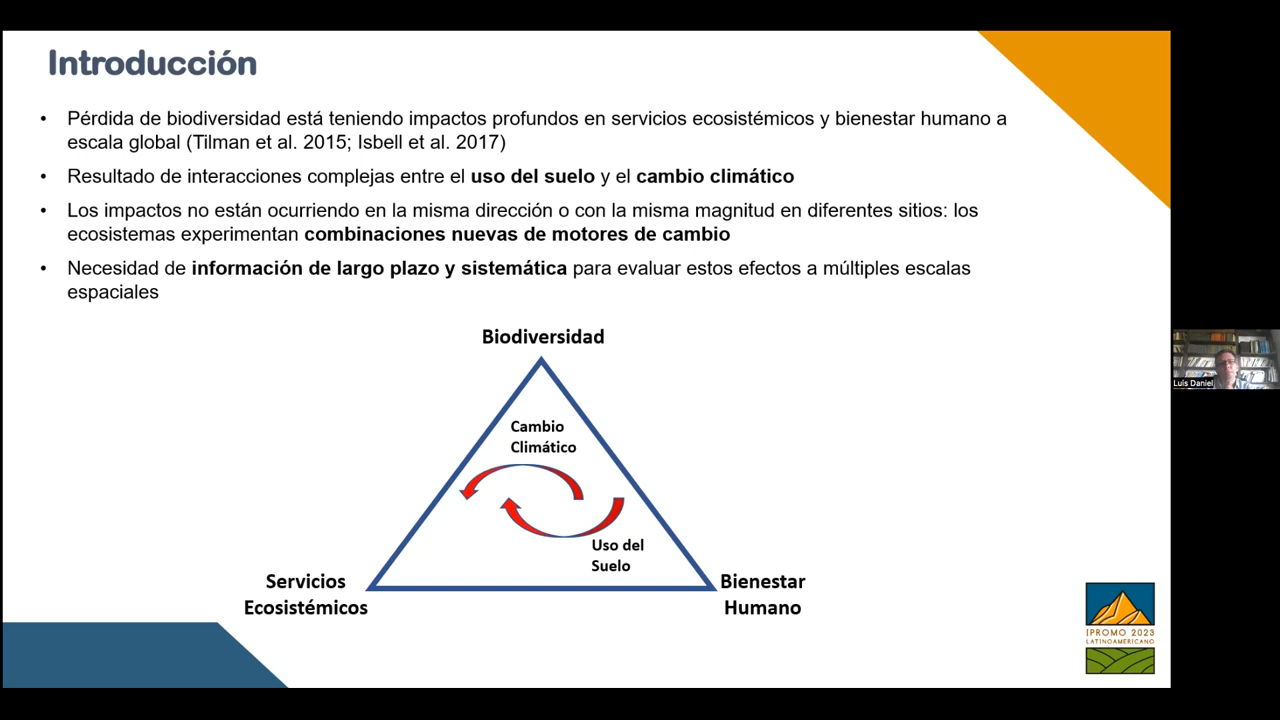 Introducción
• Pérdida de biodiversidad está teniendo impactos profundos en servicios ecosistémicos y bienestar humano a
escala global (Tilman et al. 2015; Isbell et al. 2017)
• Resultado de interacciones complejas entre el uso del suelo y el cambio climático
• Los impactos no están ocurriendo en la misma dirección o con la misma magnitud en diferentes sitios: los
ecosistemas experimentan combinaciones nuevas de motores de cambio
• Necesidad de información de largo plazo y sistemática para evaluar estos efectos a múltiples escalas
espaciales
Biodiversidad
Cambio
Climático
Uso del
Suelo
Servicios
Ecosistémicos
Bienestar
Humano
IPROMO 2023
LATINOAMERICANO
Luis Daniel